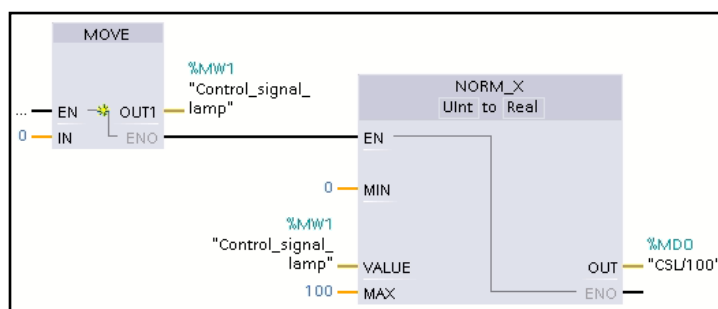 MOVE
%MW1
"Control_signal_
lamp"
... EN OUT1
0 IN ENO
NORM_X
UInt to Real
EN
0 MIN
%MW1
"Control_signal_
lamp" VALUE
%MD0
OUT "CSL/100"
100 MAX ENO